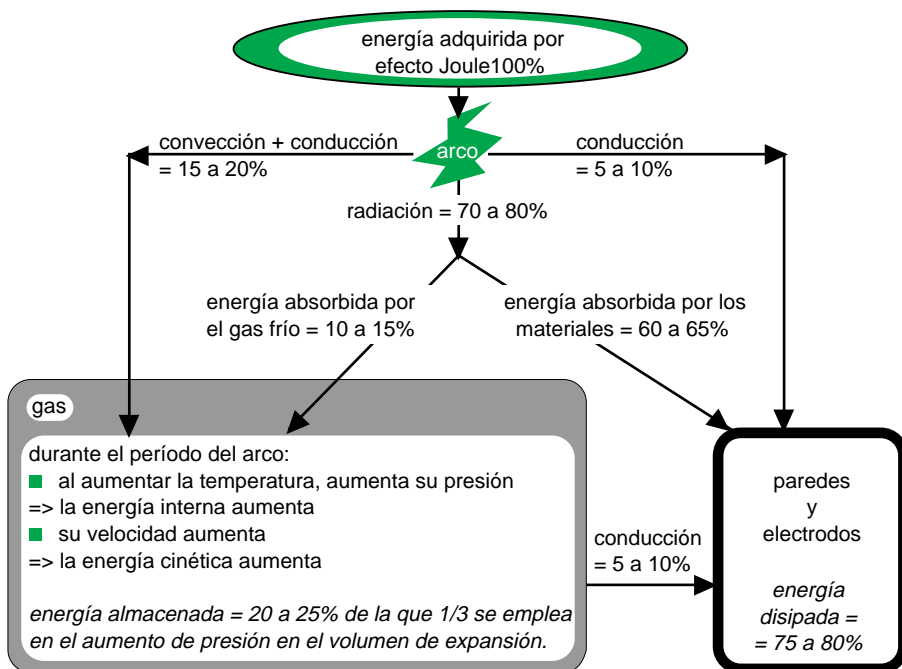 energía adquirida por
efecto Joule100%
arco
convección + conducción
= 15 a 20%
conducción
= 5 a 10%
radiación = 70 a 80%
energía absorbida por
el gas frío = 10 a 15%
energía absorbida por los
materiales = 60 a 65%
gas
durante el período del arco:
■ al aumentar la temperatura, aumenta su presión
=> la energía interna aumenta
■ su velocidad aumenta
=> la energía cinética aumenta
energía almacenada = 20 a 25% de la que 1/3 se emplea
en el aumento de presión en el volumen de expansión.
conducción
= 5 a 10%
paredes
y
electrodos
energía
disipada =
= 75 a 80%